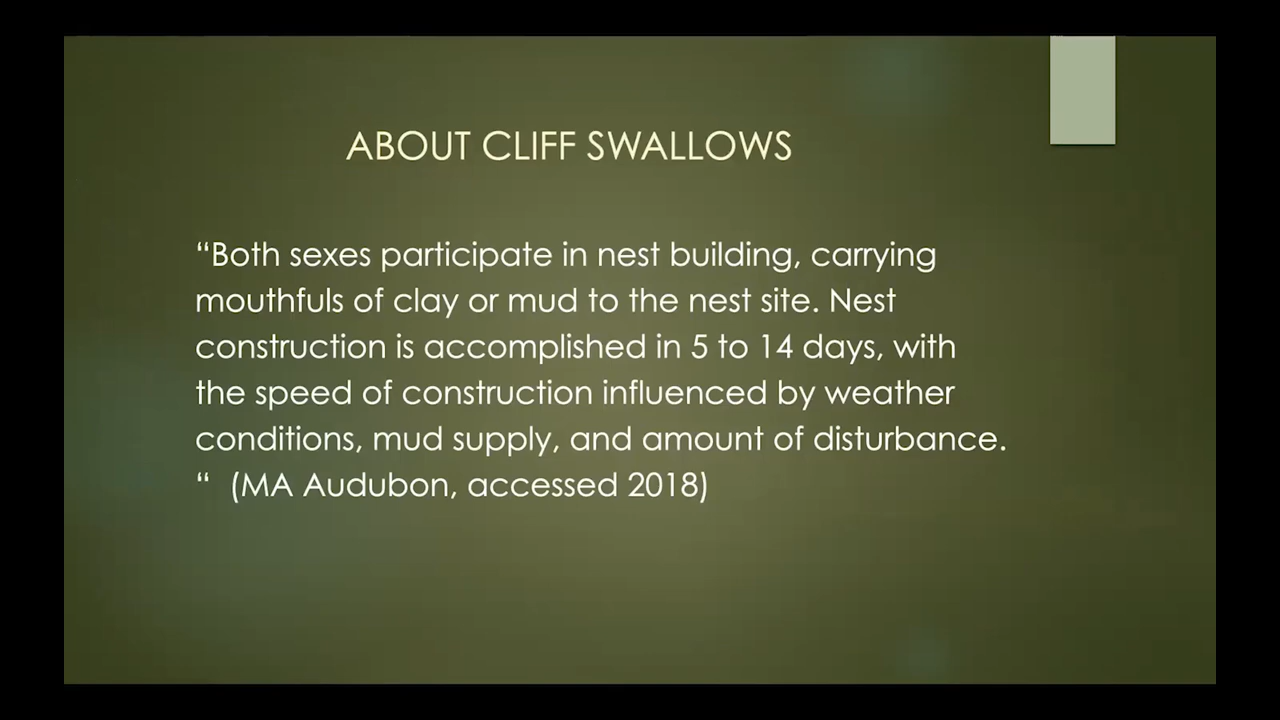 ABOUT CLIFF SWALLOWS
“Both sexes participate in nest building, carrying
mouthfuls of clay or mud to the nest site. Nest
construction is accomplished in 5 to 14 days, with
the speed of construction influenced by weather
conditions, mud supply, and amount of disturbance.
“  (MA Audubon, accessed 2018)